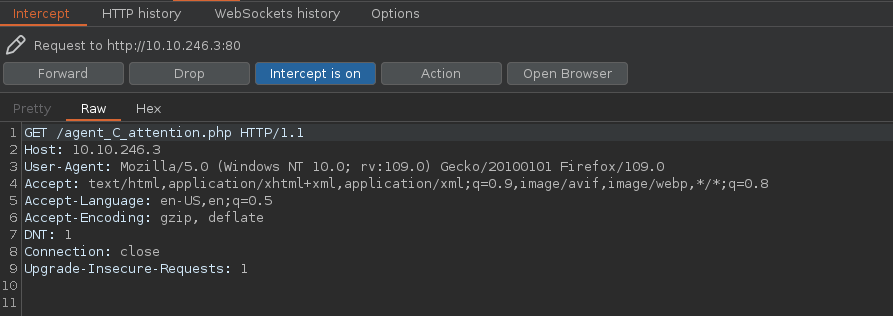 Intercept HTTP history WebSockets history Options
Request to http://10.10.246.3:80
Forward Drop Intercept is on Action Open Browser
Pretty Raw Hex
1 GET /agent_C_attention.php HTTP/1.1
2 Host: 10.10.246.3
3 User-Agent: Mozilla/5.0 (Windows NT 10.0; rv:109.0) Gecko/20100101 Firefox/109.0
4 Accept: text/html,application/xhtml+xml,application/xml;q=0.9,image/avif,image/webp,*/*;q=0.8
5 Accept-Language: en-US,en;q=0.5
6 Accept-Encoding: gzip, deflate
7 DNT: 1
8 Connection: close
9 Upgrade-Insecure-Requests: 1
10
11